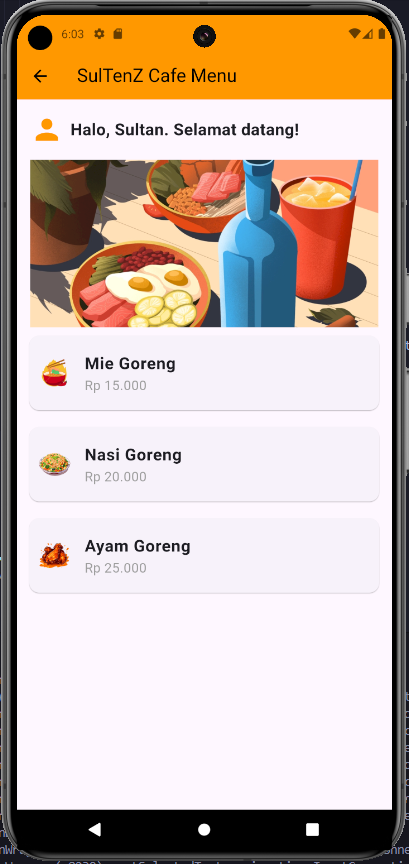 6:03
SulTenZ Cafe Menu
Halo, Sultan. Selamat datang!
Mie Goreng
Rp 15.000
Nasi Goreng
Rp 20.000
Ayam Goreng
Rp 25.000